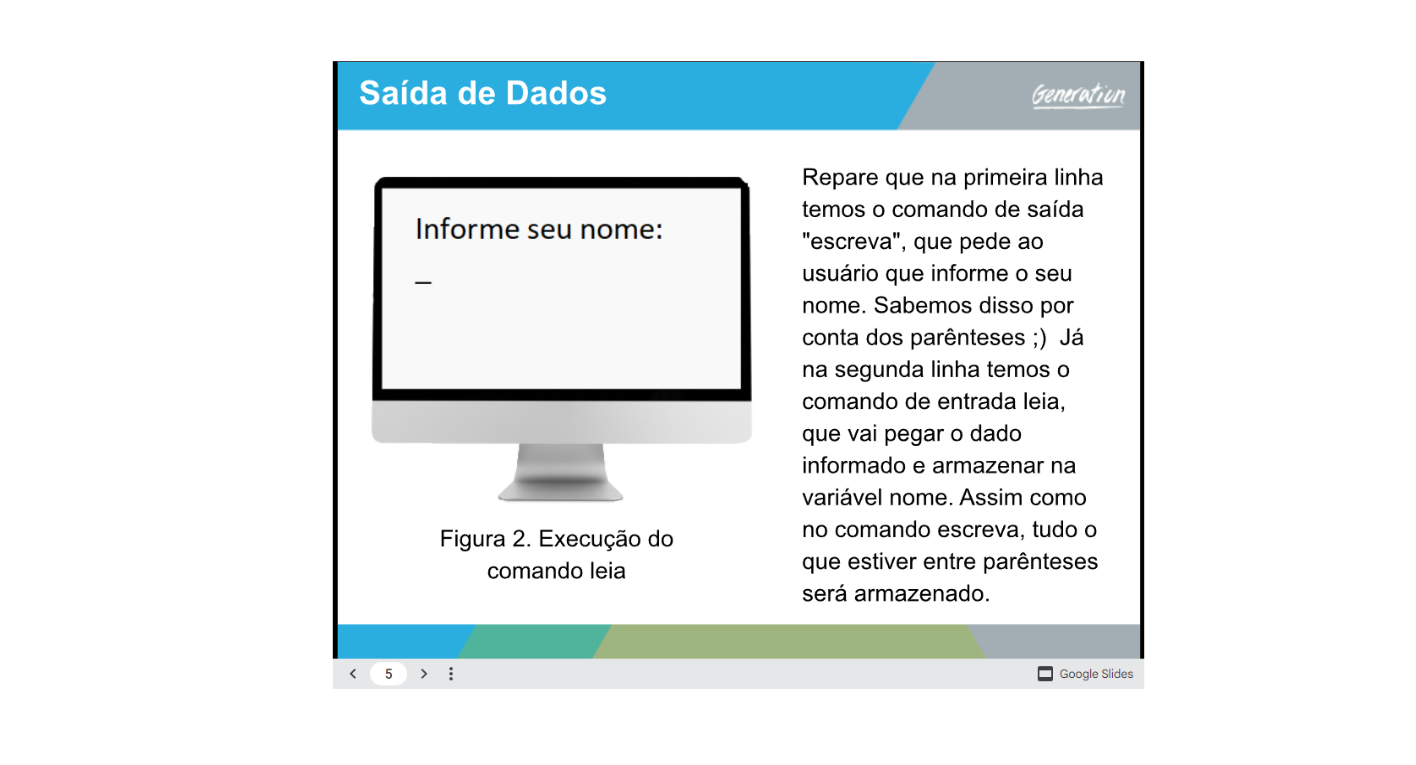 Saída de Dados
Generation
Informe seu nome:
_
Figura 2. Execução do
comando leia
Repare que na primeira linha
temos o comando de saída
"escreva", que pede ao
usuário que informe o seu
nome. Sabemos disso por
conta dos parênteses ;)  Já
na segunda linha temos o
comando de entrada leia,
que vai pegar o dado
informado e armazenar na
variável nome. Assim como
no comando escreva, tudo o
que estiver entre parênteses
será armazenado.
5
Google Slides